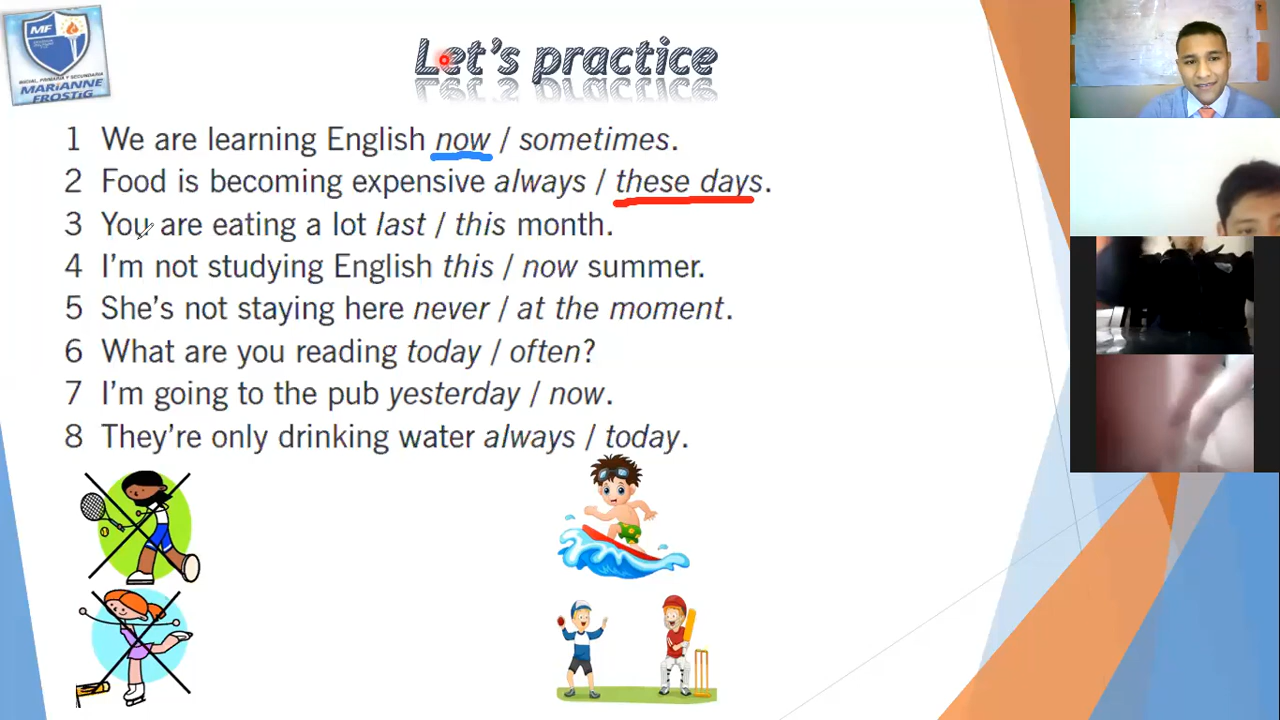 MF
INICIAL, PRIMARIA Y SECUNDARIA
MARIANNE
FROSTIG
Let's practice
1 We are learning English now / sometimes.
2 Food is becoming expensive always / these days.
3 You are eating a lot last / this month.
4 I'm not studying English this / now summer.
5 She's not staying here never / at the moment.
6 What are you reading today / often?
7 I'm going to the pub yesterday / now.
8 They're only drinking water always / today.